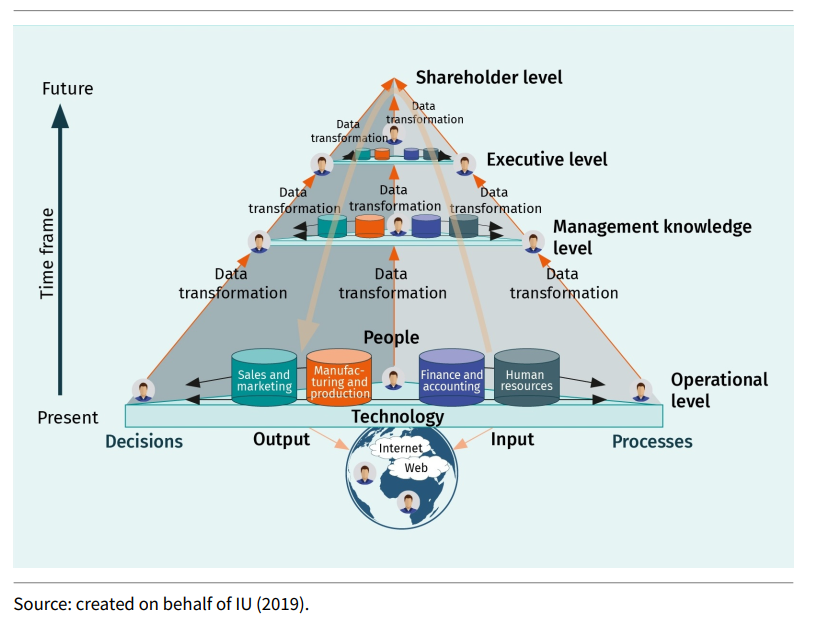 Future
Shareholder level
Data
transformation
Data
transformation
Executive level
Data
transformation
Data
transformation
Data
transformation
Management knowledge
level
Time frame
Data
transformation
Data
transformation
Data
transformation
People
Sales and
marketing
Manufac-
turing and
production
Finance and
accounting
Human
resources
Operational
level
Present
Technology
Decisions
Output
Input
Processes
Internet
Web
Source: created on behalf of IU (2019).